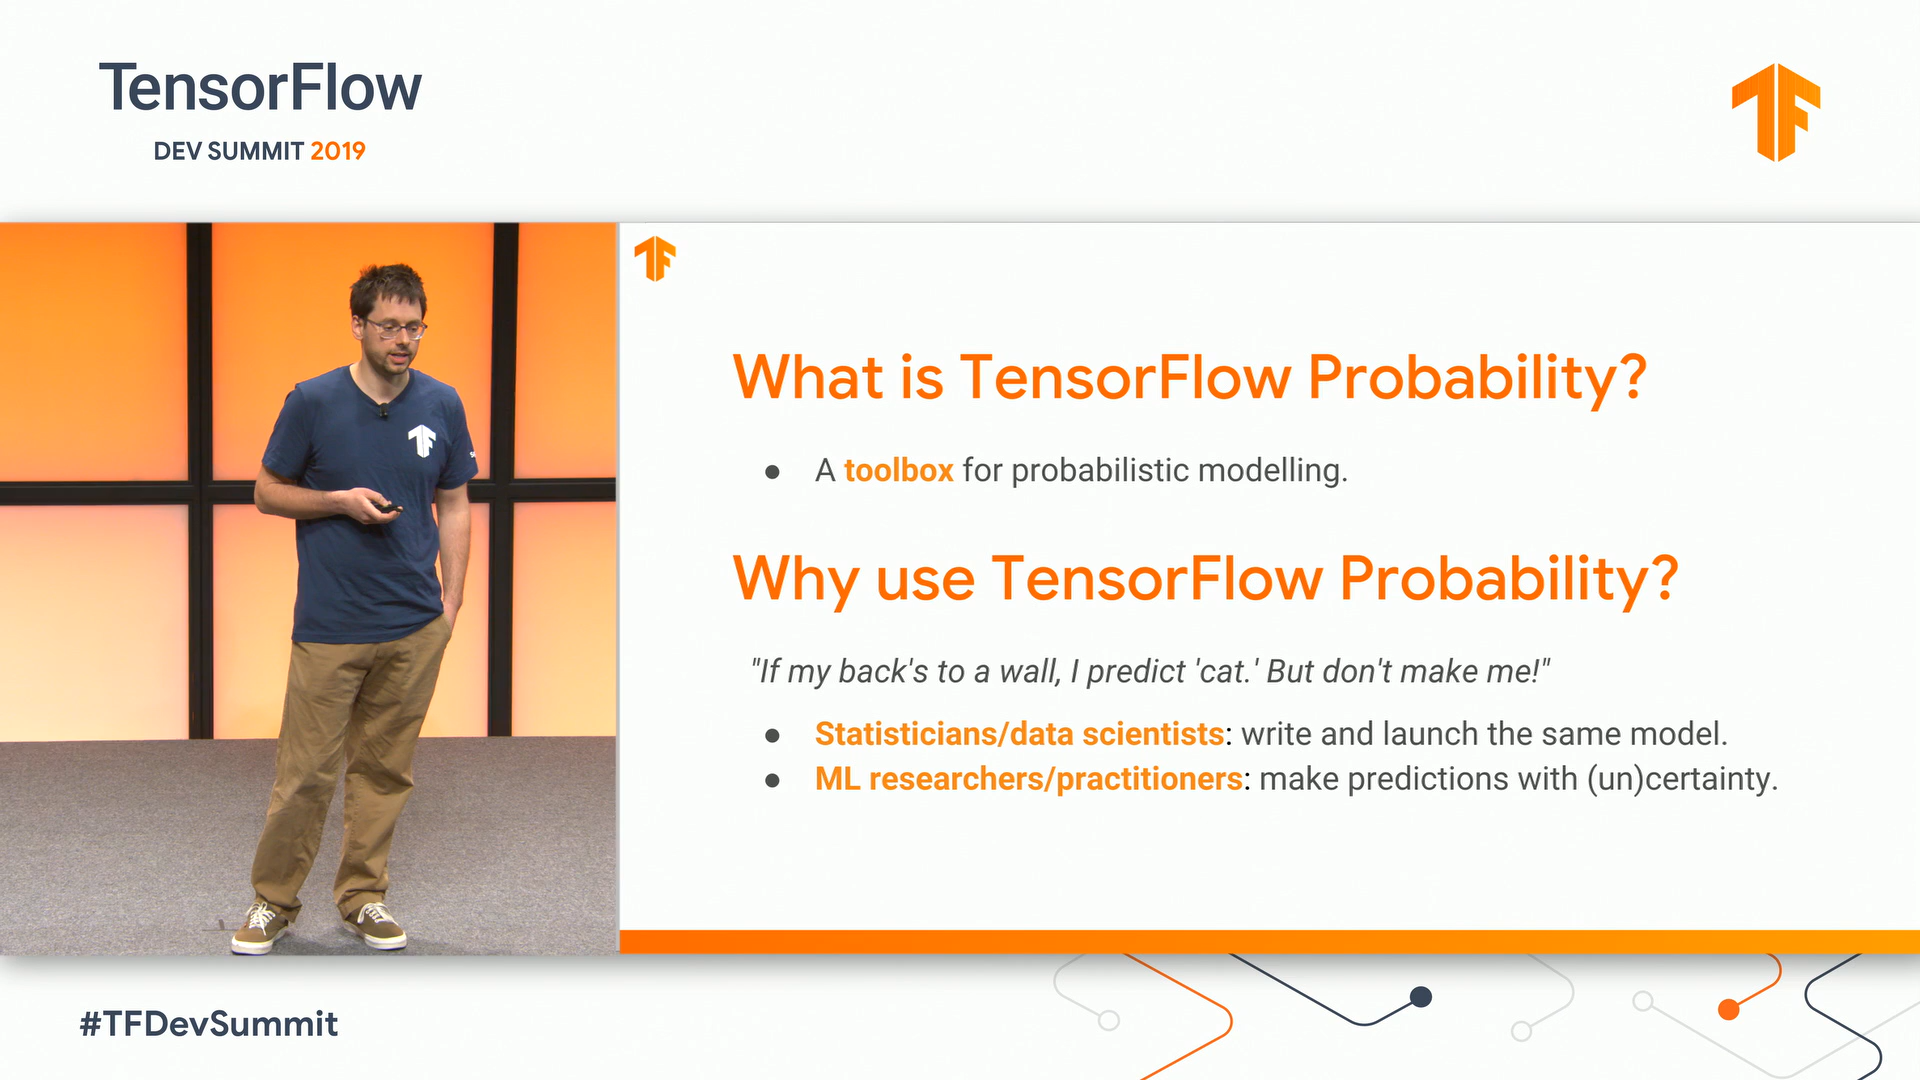 TensorFlow
DEV SUMMIT 2019
What is TensorFlow Probability?
● A toolbox for probabilistic modelling.
Why use TensorFlow Probability?
"If my back's to a wall, I predict 'cat.' But don't make me!"
● Statisticians/data scientists: write and launch the same model.
● ML researchers/practitioners: make predictions with (un)certainty.
#TFDevSummit